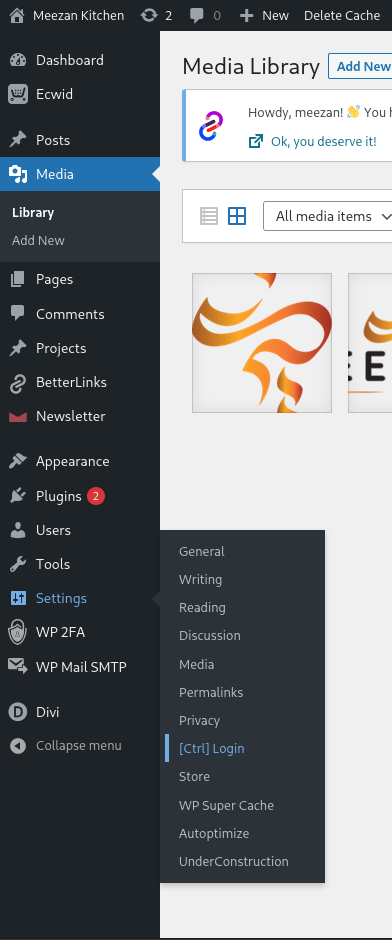 Meezan Kitchen 2 0 New Delete Cache
Dashboard
Ecwid
Posts
Media
Library
Add New
Pages
Comments
Projects
BetterLinks
Newsletter
Appearance
Plugins 2
Users
Tools
Settings
WP 2FA
WP Mail SMTP
Divi
Collapse menu
Media Library Add New
Howdy, meezan! 👋 You
Ok, you deserve it!
All media items
EE
General
Writing
Reading
Discussion
Media
Permalinks
Privacy
[Ctrl] Login
Store
WP Super Cache
Autoptimize
UnderConstruction